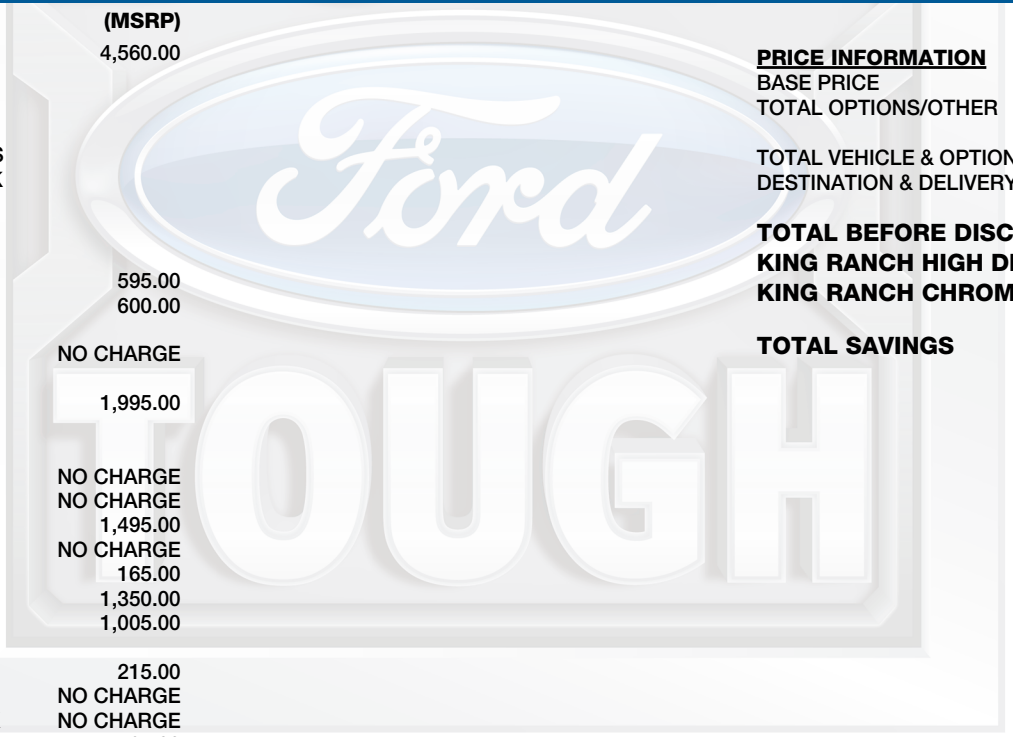 (MSRP)
4,560.00
595.00
600.00
NO CHARGE
1,995.00
NO CHARGE
NO CHARGE
1,495.00
NO CHARGE
165.00
1,350.00
1,005.00
215.00
NO CHARGE
NO CHARGE
PRICE INFORMATION
BASE PRICE
TOTAL OPTIONS/OTHER
TOTAL VEHICLE & OPTION
DESTINATION & DELIVERY
TOTAL BEFORE DISC
KING RANCH HIGH D
KING RANCH CHROM
TOTAL SAVINGS
Ford
TOUGH